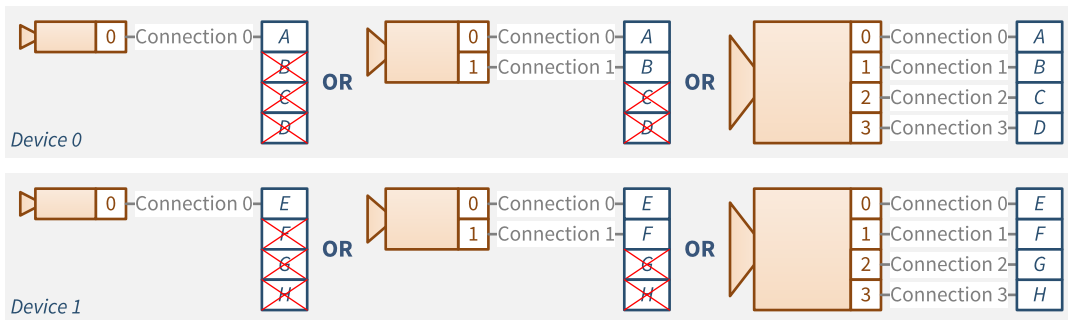 0 Connection 0 A
B
C
D
OR
0 Connection 0 A
1 Connection 1 B
C
D
OR
0 Connection 0 A
1 Connection 1 B
2 Connection 2 C
3 Connection 3 D
Device 0
0 Connection 0 E
F
G
H
OR
0 Connection 0 E
1 Connection 1 F
G
H
OR
0 Connection 0 E
1 Connection 1 F
2 Connection 2 G
3 Connection 3 H
Device 1